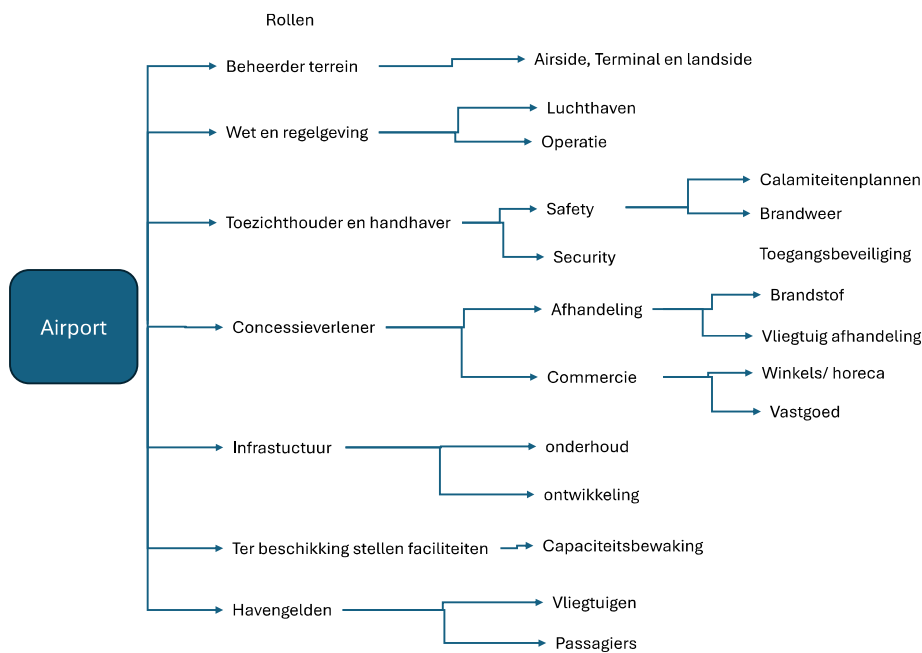 Rollen
Airport
Beheerder terrein
Airside, Terminal en landside
Wet en regelgeving
Luchthaven
Operatie
Toezichthouder en handhaver
Safety
Calamiteitenplannen
Brandweer
Security
Toegangsbeveiliging
Concessieverlener
Afhandeling
Brandstof
Vliegtuig afhandeling
Commercie
Winkels/ horeca
Vastgoed
Infrastuctuur
onderhoud
ontwikkeling
Ter beschikking stellen faciliteiten
Capaciteitsbewaking
Havengelden
Vliegtuigen
Passagiers